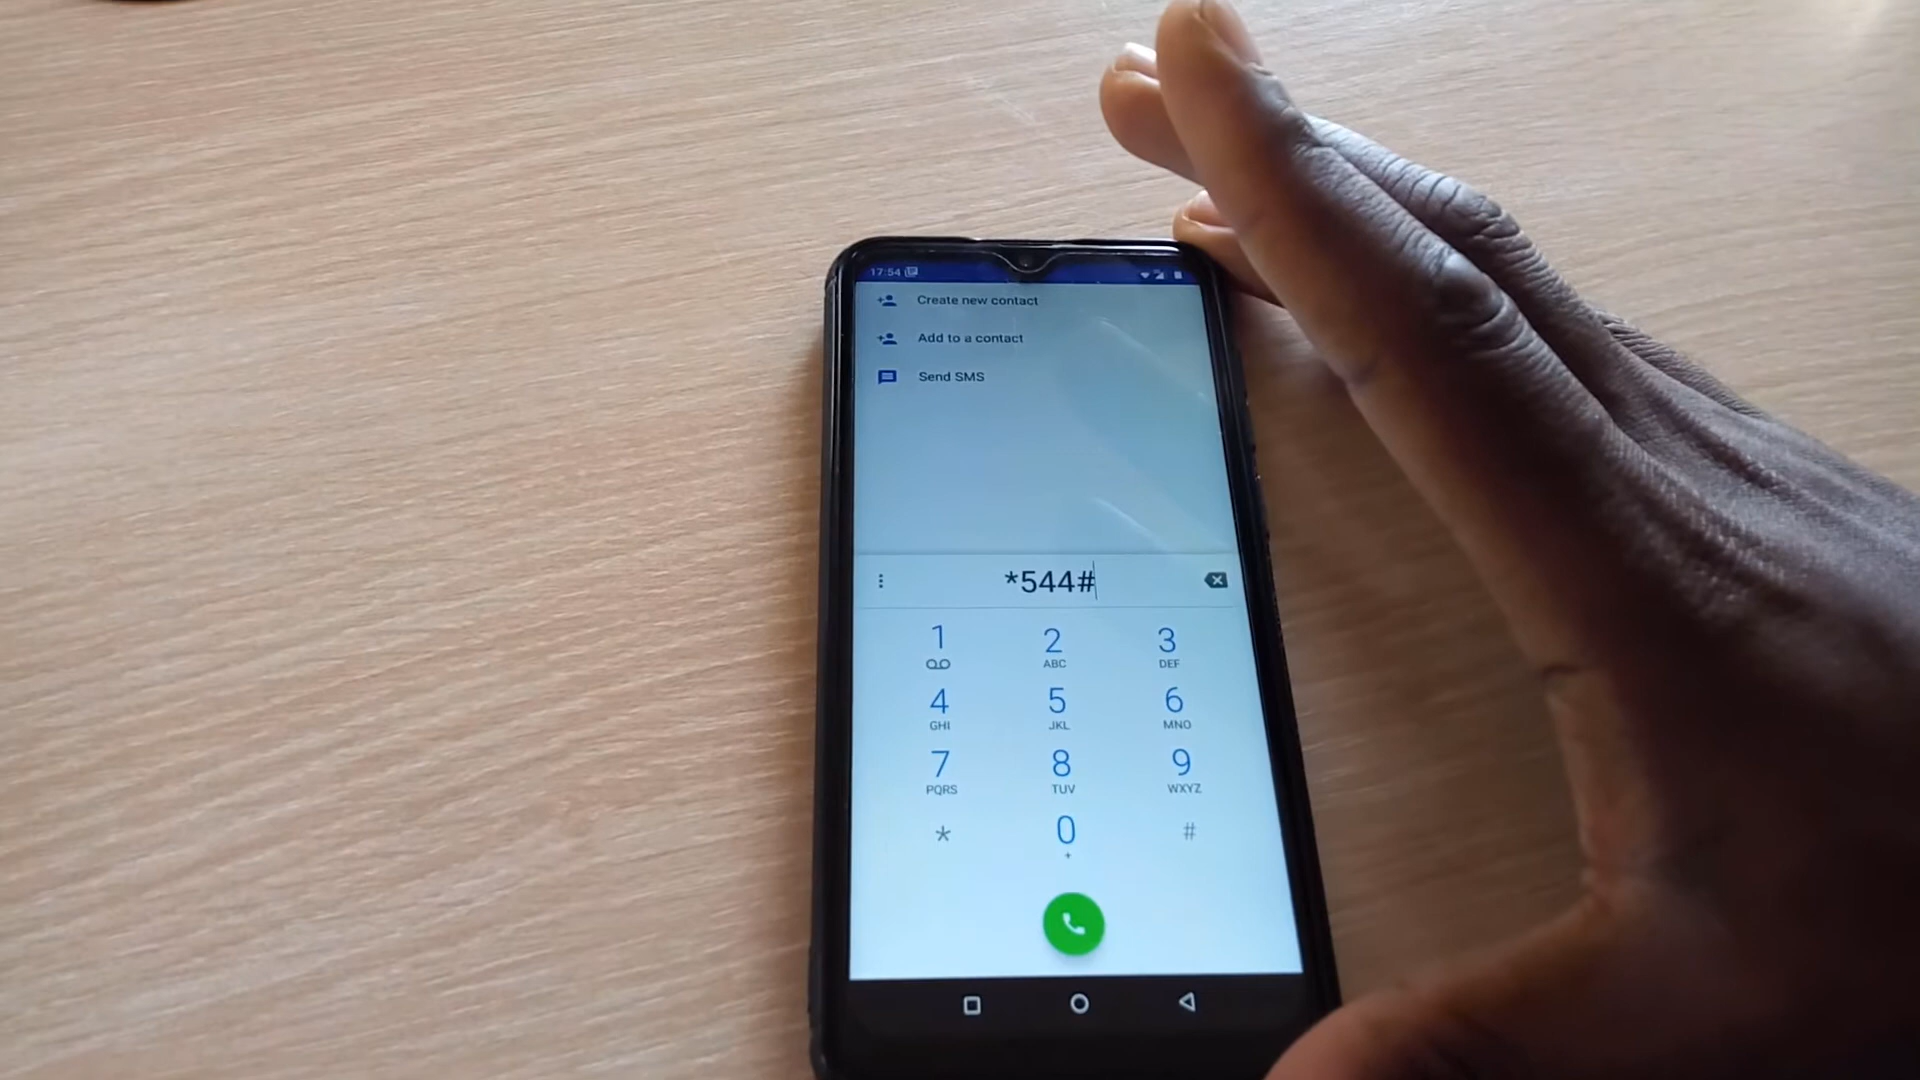 17:54
Create new contact
Add to a contact
Send SMS
*544#
1 2 3
ABC DEF
4 5 6
GHI JKL MNO
7 8 9
PQRS TUV WXYZ
* 0 #
+